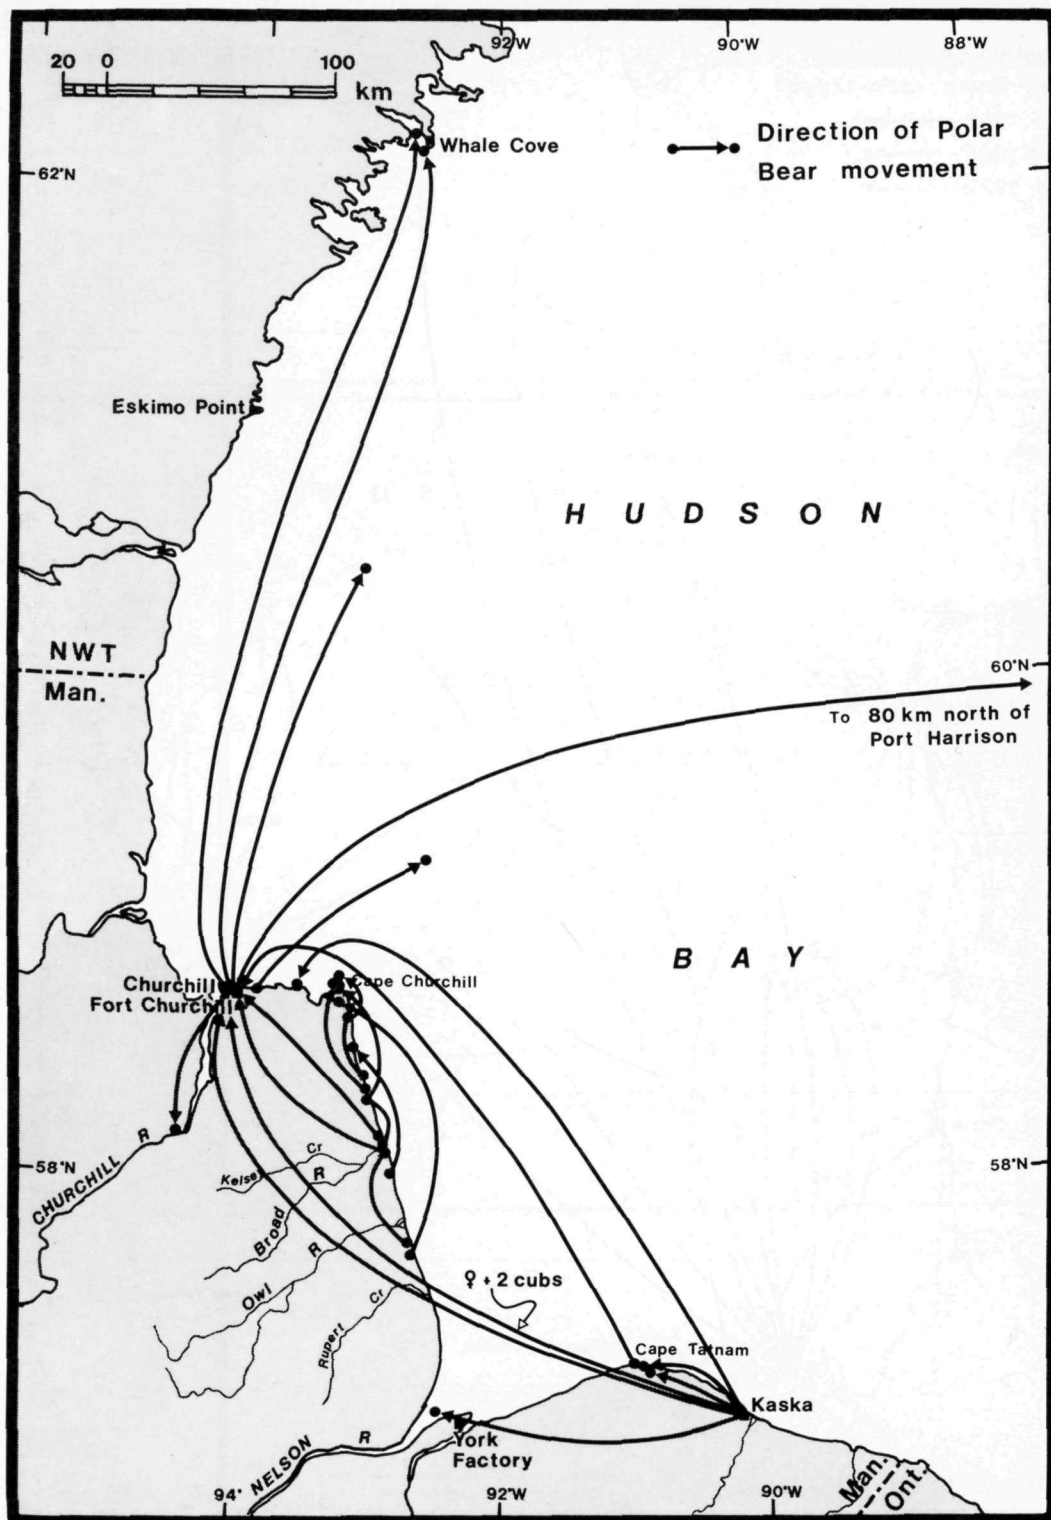 92°W 90°W 88°W
20 0 100
km
Direction of Polar
Bear movement
Whale Cove
62°N
Eskimo Point
HUDSON
NWT
Man.
60°N
To 80 km north of
Port Harrison
BAY
Churchill
Cape Churchill
Fort Churchill
CHURCHILL R
58°N
58°N
Kelsey Cr
Broad R
Owl R
Rupert Cr
♀ + 2 cubs
Cape Tatnam
Kaska
York
Factory
NELSON R
Man.
Ont.
94° 92°W 90°W